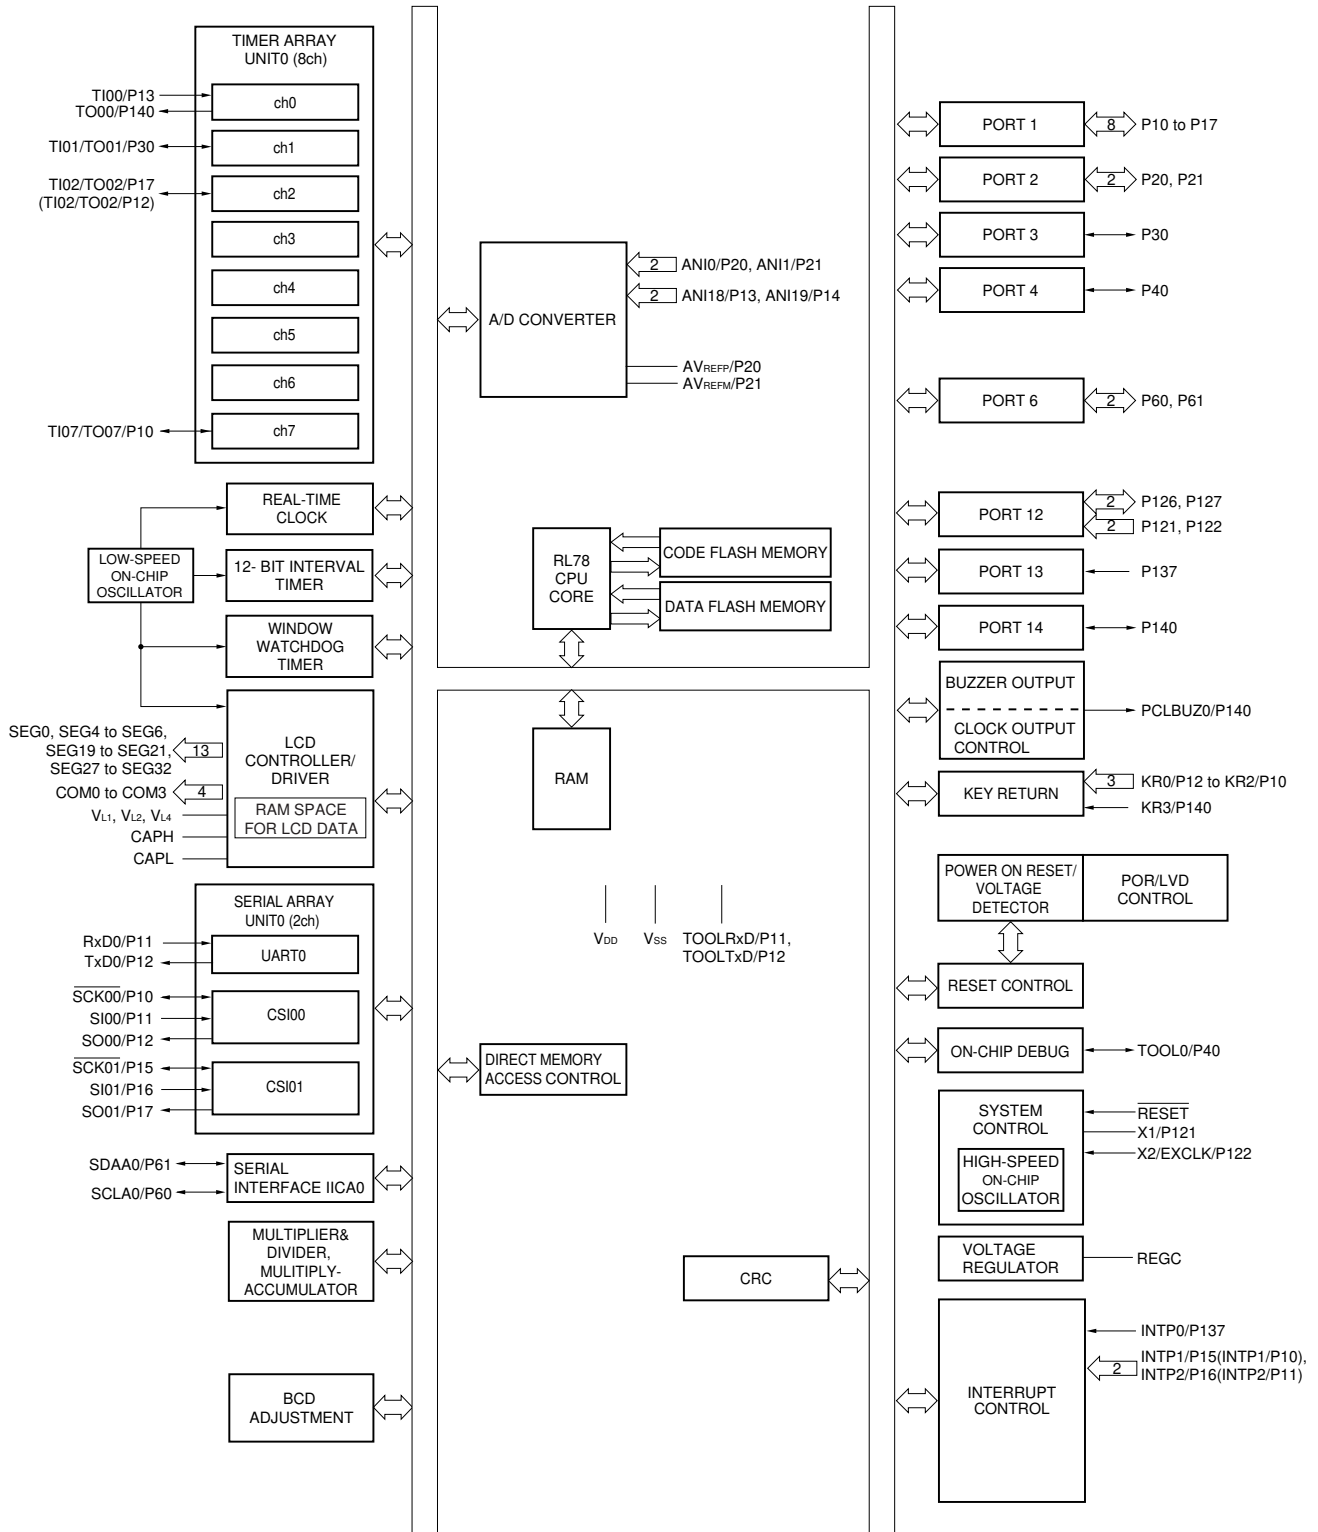 TIMER ARRAY
UNIT0 (8ch)
TI00/P13
TO00/P140
ch0
TI01/TO01/P30
ch1
TI02/TO02/P17
(TI02/TO02/P12)
ch2
ch3
ch4
ch5
ch6
TI07/TO07/P10
ch7
REAL-TIME
CLOCK
LOW-SPEED
ON-CHIP
OSCILLATOR
12- BIT INTERVAL
TIMER
WINDOW
WATCHDOG
TIMER
SEG0, SEG4 to SEG6,
SEG19 to SEG21,
SEG27 to SEG32
13
COM0 to COM3
4
VL1, VL2, VL4
CAPH
CAPL
LCD
CONTROLLER/
DRIVER
RAM SPACE
FOR LCD DATA
SERIAL ARRAY
UNIT0 (2ch)
RxD0/P11
TxD0/P12
UART0
SCK00/P10
SI00/P11
SO00/P12
CSI00
SCK01/P15
SI01/P16
SO01/P17
CSI01
SDAA0/P61
SCLA0/P60
SERIAL
INTERFACE IICA0
MULTIPLIER&
DIVIDER,
MULITIPLY-
ACCUMULATOR
BCD
ADJUSTMENT
A/D CONVERTER
2
ANI0/P20, ANI1/P21
2
ANI18/P13, ANI19/P14
AVREFP/P20
AVREFM/P21
RL78
CPU
CORE
CODE FLASH MEMORY
DATA FLASH MEMORY
RAM
VDD
VSS
TOOLRxD/P11,
TOOLTxD/P12
DIRECT MEMORY
ACCESS CONTROL
CRC
PORT 1
8
P10 to P17
PORT 2
2
P20, P21
PORT 3
P30
PORT 4
P40
PORT 6
2
P60, P61
PORT 12
2
P126, P127
2
P121, P122
PORT 13
P137
PORT 14
P140
BUZZER OUTPUT
CLOCK OUTPUT
CONTROL
PCLBUZ0/P140
KEY RETURN
3
KR0/P12 to KR2/P10
KR3/P140
POWER ON RESET/
VOLTAGE
DETECTOR
POR/LVD
CONTROL
RESET CONTROL
ON-CHIP DEBUG
TOOL0/P40
SYSTEM
CONTROL
HIGH-SPEED
ON-CHIP
OSCILLATOR
RESET
X1/P121
X2/EXCLK/P122
VOLTAGE
REGULATOR
REGC
INTERRUPT
CONTROL
INTP0/P137
2
INTP1/P15(INTP1/P10),
INTP2/P16(INTP2/P11)